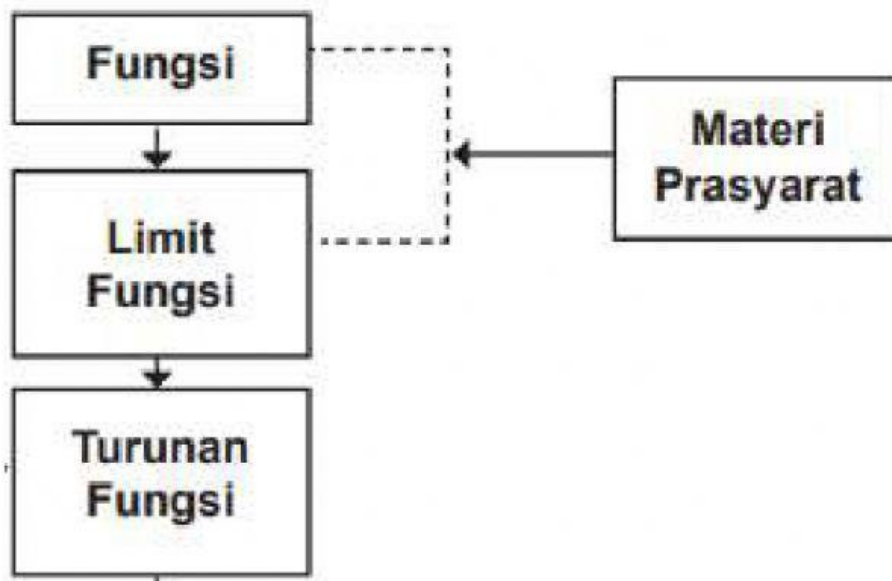 Fungsi
Materi
Prasyarat
Limit
Fungsi
Turunan
Fungsi